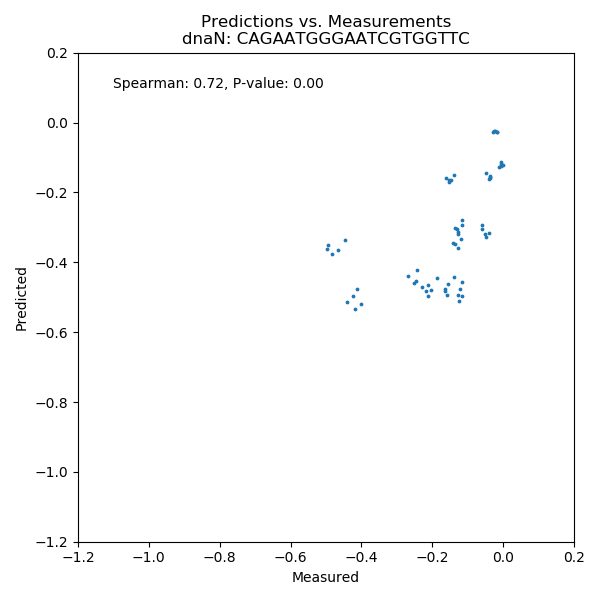 Predictions vs. Measurements
dnaN: CAGAATGGGAATCGTGGTTC
Spearman: 0.72, P-value: 0.00
0.2
0.0
−0.2
−0.4
−0.6
−0.8
−1.0
−1.2
Predicted
−1.2 −1.0 −0.8 −0.6 −0.4 −0.2 0.0 0.2
Measured